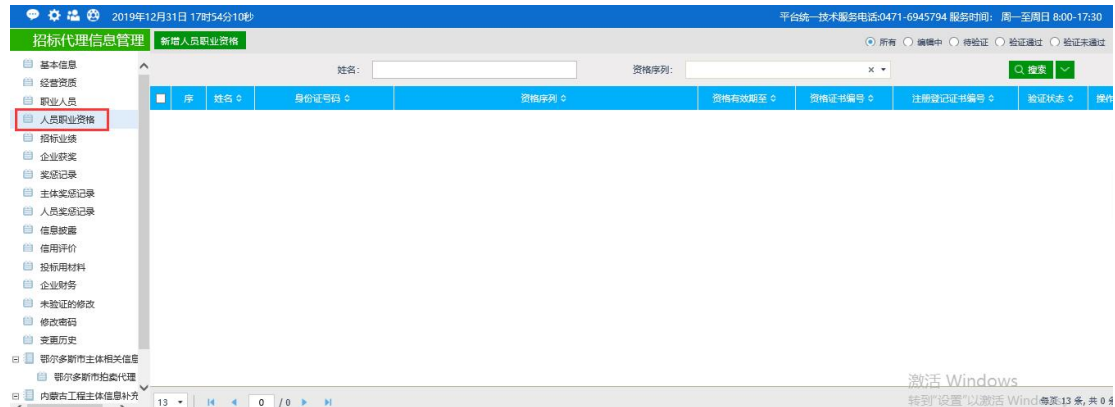 2019年12月31日 17时54分10秒
平台统一技术服务电话:0471-6945794 服务时间: 周一至周日 8:00-17:30
招标代理信息管理
新增人员职业资格
所有 编辑中 待验证 验证通过 验证未通过
基本信息
经营资质
职业人员
人员职业资格
招标业绩
企业获奖
奖惩记录
主体奖惩记录
人员奖惩记录
信息披露
信用评价
投标用材料
企业财务
未验证的修改
修改密码
变更历史
鄂尔多斯市主体相关信息
鄂尔多斯市拍卖代理
内蒙古工程主体信息补充
姓名:
资格序列:
搜索
序 姓名 身份证号码 资格序列 资格有效期至 资格证书编号 注册登记证书编号 验证状态 操作
激活 Windows
转到"设置"以激活 Wind
13 0 / 0
每页 13 条, 共 0 条